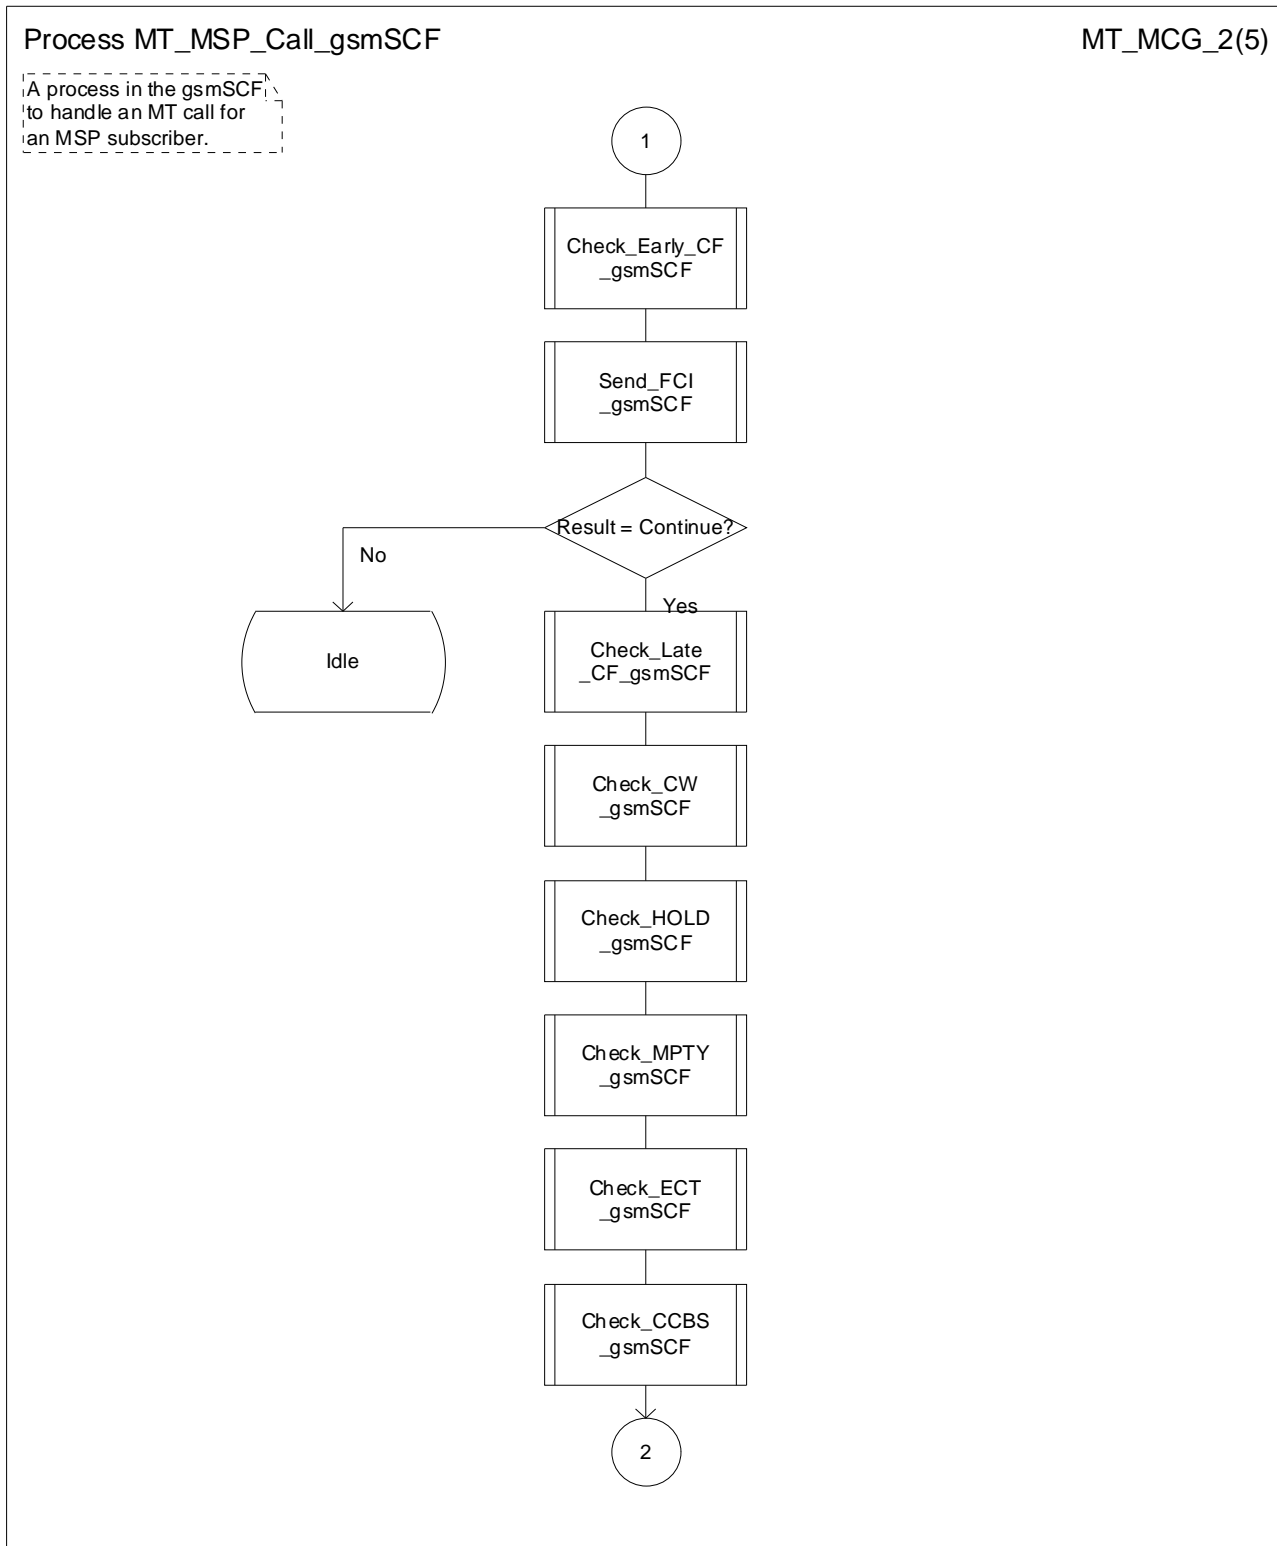 Process MT_MSP_Call_gsmSCF
MT_MCG_2(5)
A process in the gsmSCF
to handle an MT call for
an MSP subscriber.
1
Check_Early_CF
_gsmSCF
Send_FCI
_gsmSCF
Result = Continue?
No
Yes
Idle
Check_Late
_CF_gsmSCF
Check_CW
_gsmSCF
Check_HOLD
_gsmSCF
Check_MPTY
_gsmSCF
Check_ECT
_gsmSCF
Check_CCBS
_gsmSCF
2